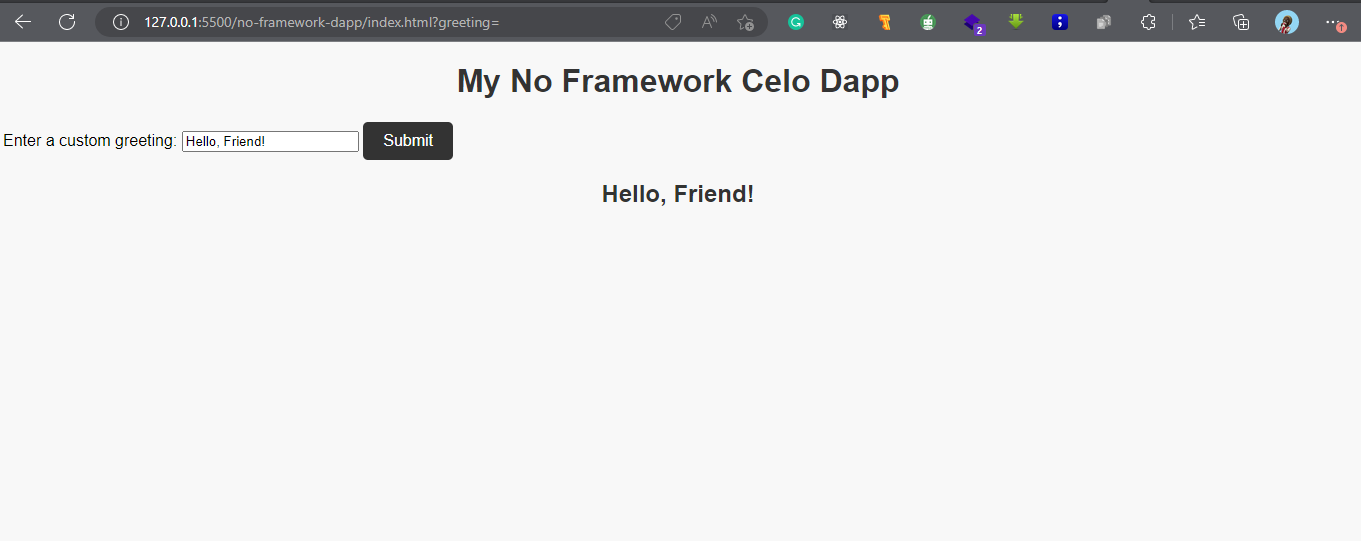 127.0.0.1:5500/no-framework-dapp/index.html?greeting=
2
My No Framework Celo Dapp
Enter a custom greeting: Hello, Friend! Submit
Hello, Friend!